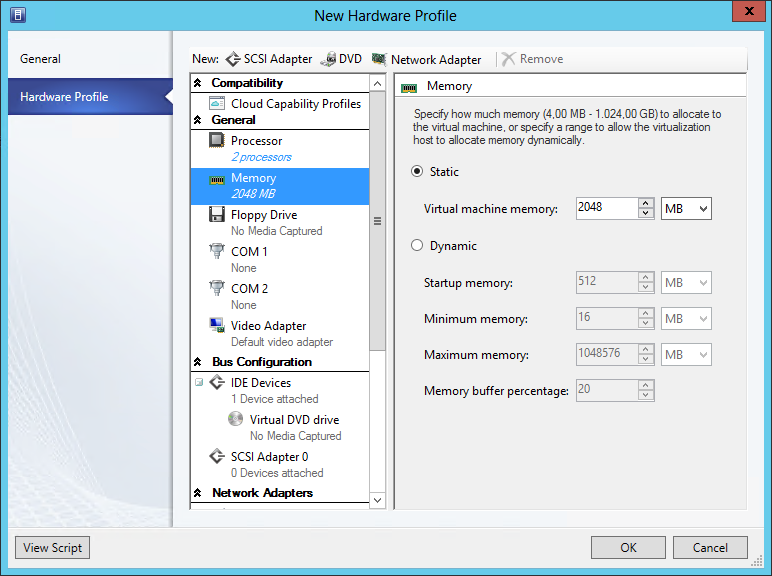 New Hardware Profile
General
Hardware Profile
New: SCSI Adapter DVD Network Adapter Remove
Compatibility
Cloud Capability Profiles
General
Processor
2 processors
Memory
2048 MB
Floppy Drive
No Media Captured
COM 1
None
COM 2
None
Video Adapter
Default video adapter
Bus Configuration
IDE Devices
1 Device attached
Virtual DVD drive
No Media Captured
SCSI Adapter 0
0 Devices attached
Network Adapters
Memory
Specify how much memory (4,00 MB - 1.024,00 GB) to allocate to
the virtual machine, or specify a range to allow the virtualization
host to allocate memory dynamically.
Static
Virtual machine memory: 2048 MB
Dynamic
Startup memory: 512 MB
Minimum memory: 16 MB
Maximum memory: 1048576 MB
Memory buffer percentage: 20
View Script
OK
Cancel